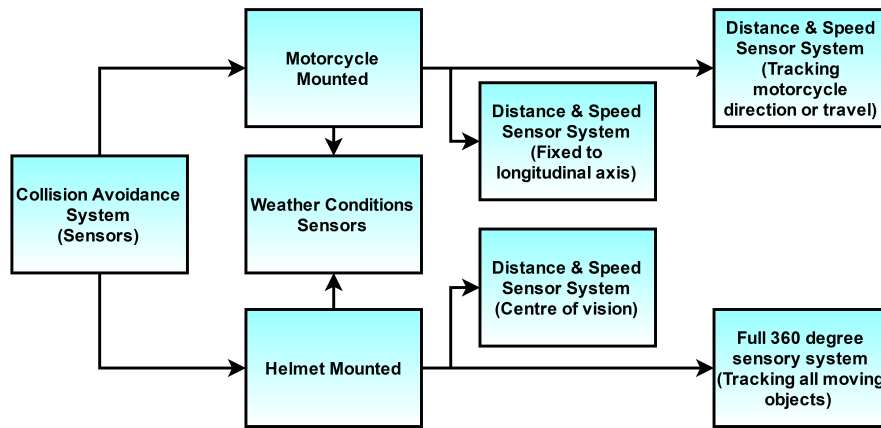 Motorcycle
Mounted
Distance & Speed
Sensor System
(Tracking
motorcycle
direction or travel)
Distance & Speed
Sensor System
(Fixed to
longitudinal axis)
Collision Avoidance
System
(Sensors)
Weather Conditions
Sensors
Distance & Speed
Sensor System
(Centre of vision)
Helmet Mounted
Full 360 degree
sensory system
(Tracking all moving
objects)